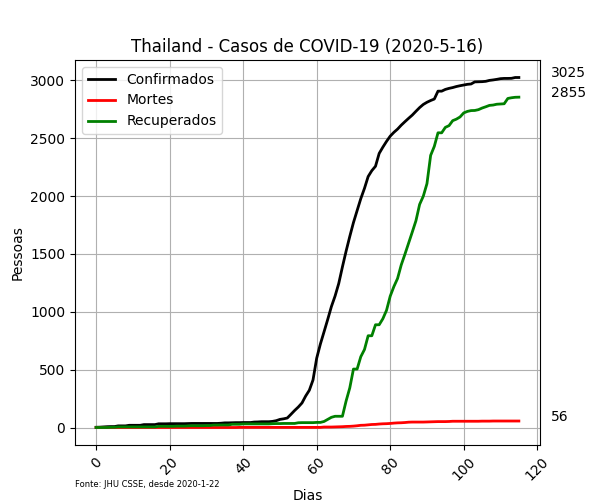 Thailand - Casos de COVID-19 (2020-5-16)
Confirmados
Mortes
Recuperados
3025
2855
56
Pessoas
3000
2500
2000
1500
1000
500
0
0 20 40 60 80 100 120
Fonte: JHU CSSE, desde 2020-1-22
Dias